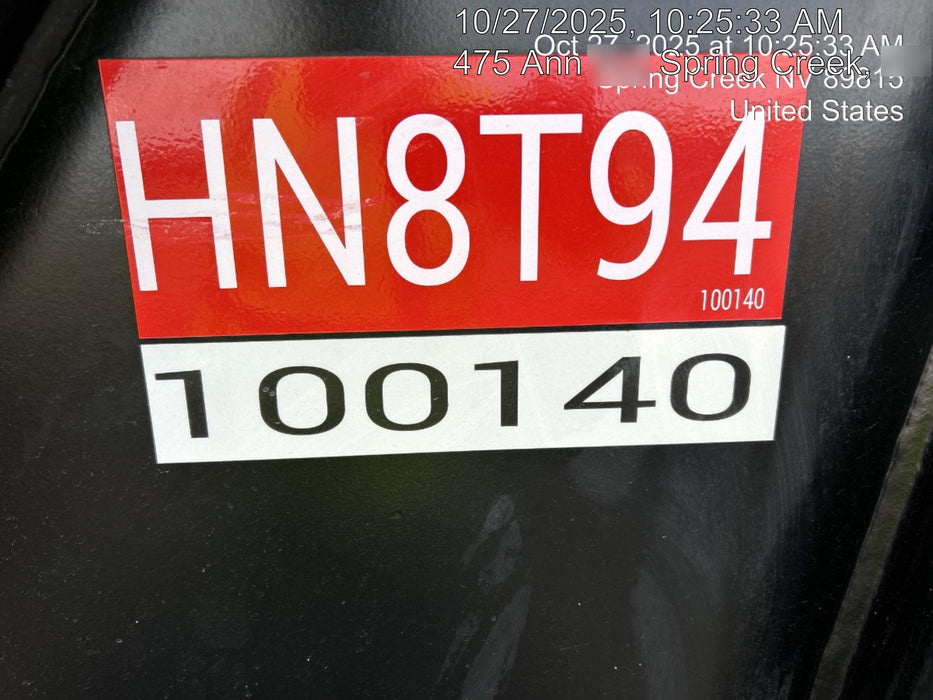 10/27/2025, 10:25:33 AM
Oct 27, 2025 at 10:25:33 AM
475 Ann Spring Creek,
Spring Creek NV 89815
United States
HN8T94
100140
100140